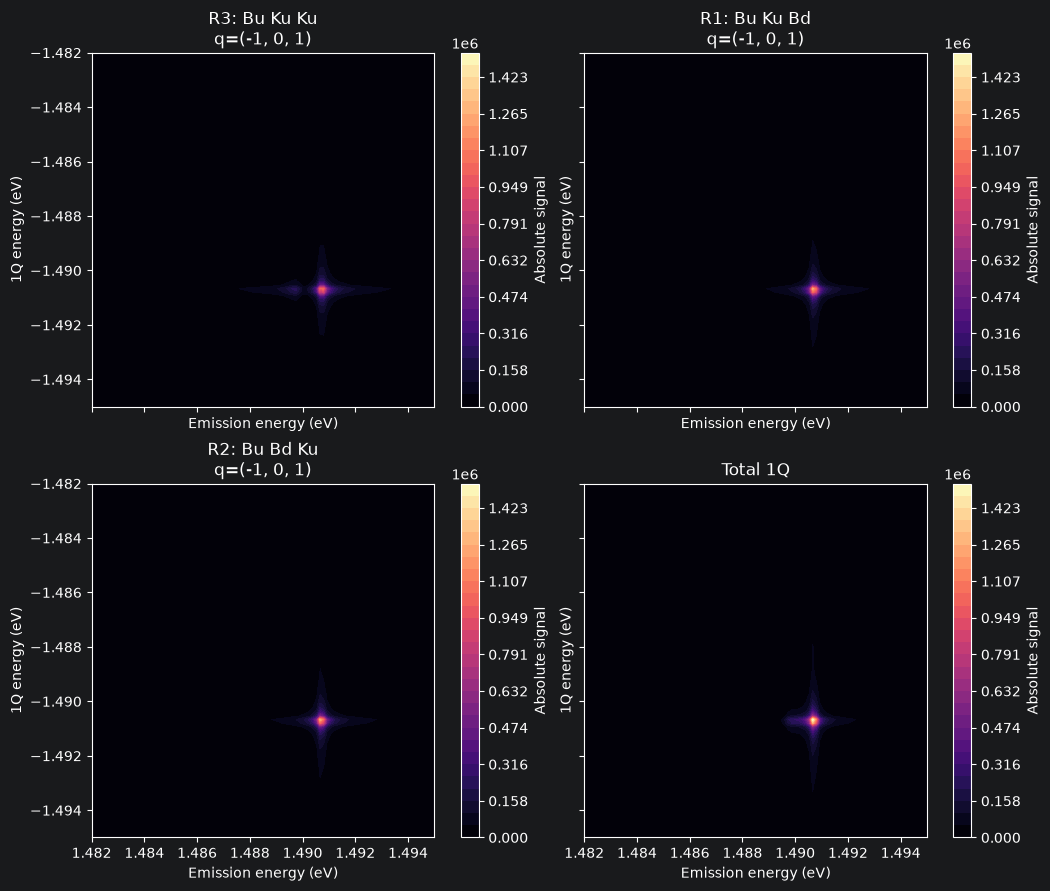 R3: Bu Ku Ku
q=(-1, 0, 1)
1e6
−1.482
−1.484
−1.486
−1.488
−1.490
−1.492
−1.494
1Q energy (eV)
Emission energy (eV)
1.423
1.265
1.107
0.949
0.791
0.632
0.474
0.316
0.158
0.000
Absolute signal
R1: Bu Ku Bd
q=(-1, 0, 1)
1e6
1Q energy (eV)
Emission energy (eV)
1.423
1.265
1.107
0.949
0.791
0.632
0.474
0.316
0.158
0.000
Absolute signal
R2: Bu Bd Ku
q=(-1, 0, 1)
1e6
−1.482
−1.484
−1.486
−1.488
−1.490
−1.492
−1.494
1Q energy (eV)
1.482 1.484 1.486 1.488 1.490 1.492 1.494
Emission energy (eV)
1.423
1.265
1.107
0.949
0.791
0.632
0.474
0.316
0.158
0.000
Absolute signal
Total 1Q
1e6
1Q energy (eV)
1.482 1.484 1.486 1.488 1.490 1.492 1.494
Emission energy (eV)
1.423
1.265
1.107
0.949
0.791
0.632
0.474
0.316
0.158
0.000
Absolute signal